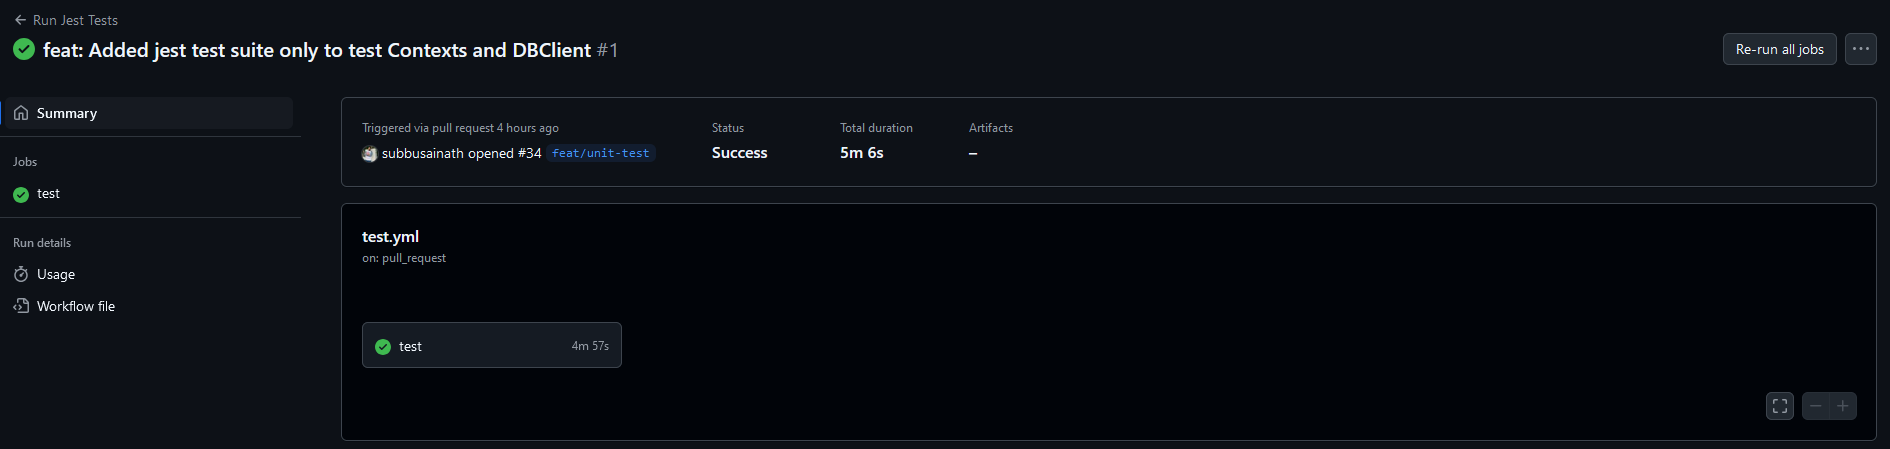 Run Jest Tests
feat: Added jest test suite only to test Contexts and DBClient #1
Re-run all jobs
Summary
Jobs
test
Run details
Usage
Workflow file
Triggered via pull request 4 hours ago
subbusainath opened #34 feat/unit-test
Status
Success
Total duration
5m 6s
Artifacts
–
test.yml
on: pull_request
test 4m 57s